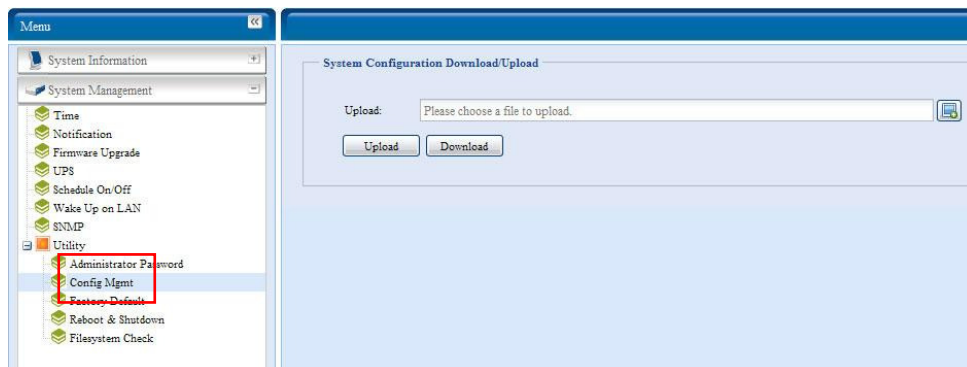 Menu
System Information
System Management
Time
Notification
Firmware Upgrade
UPS
Schedule On/Off
Wake Up on LAN
SNMP
Utility
Administrator Password
Config Mgmt
Factory Default
Reboot & Shutdown
Filesystem Check
System Configuration Download/Upload
Upload: Please choose a file to upload.
Upload Download